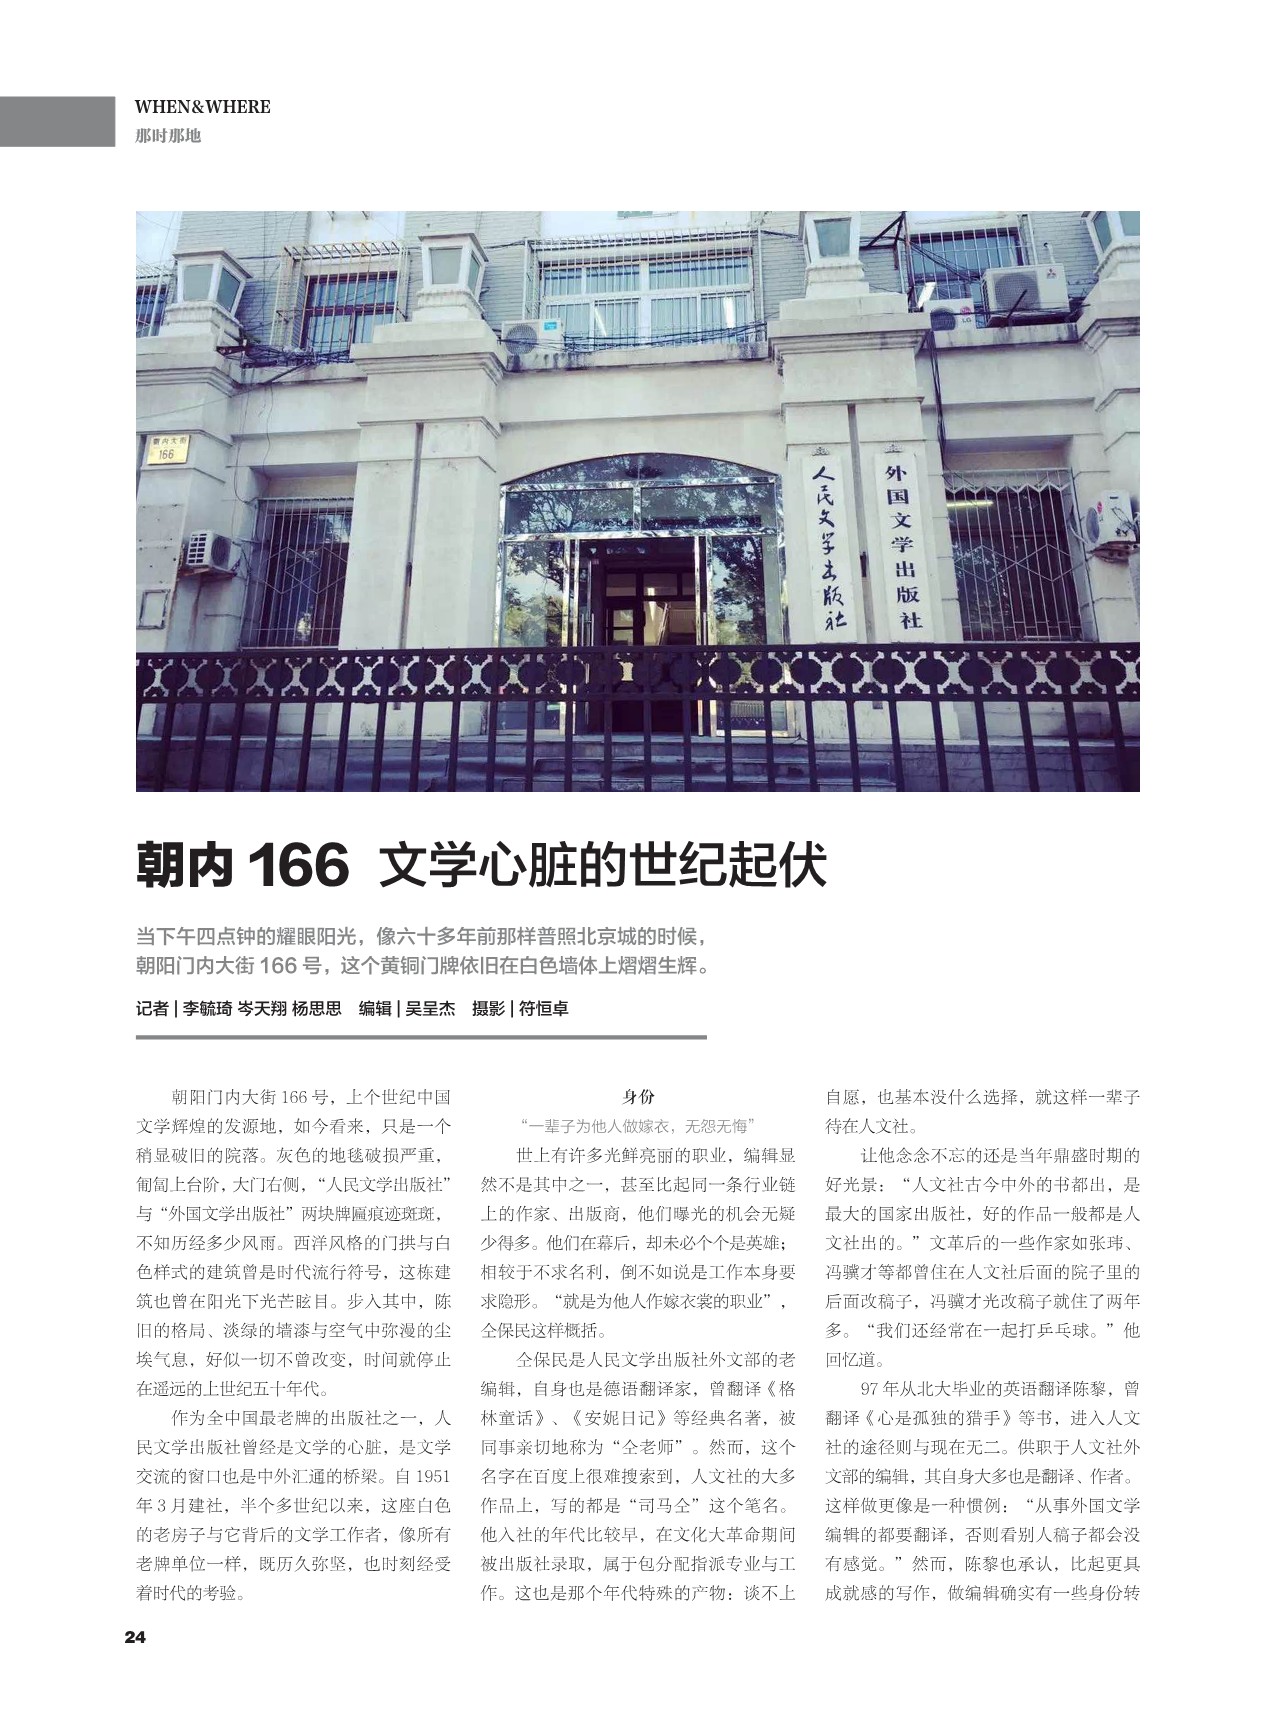 WHEN&WHERE
那时那地
朝内大街
166
LG
人民文学出版社
外国文学出版社
朝内 166 文学心脏的世纪起伏
当下午四点钟的耀眼阳光，像六十多年前那样普照北京城的时候，
朝阳门内大街 166 号，这个黄铜门牌依旧在白色墙体上熠熠生辉。
记者 | 李毓琦 岑天翔 杨思思 编辑 | 吴呈杰 摄影 | 符恒卓
朝阳门内大街 166 号，上个世纪中国
文学辉煌的发源地，如今看来，只是一个
稍显破旧的院落。灰色的地毯破损严重，
匍匐上台阶，大门右侧，“人民文学出版社”
与“外国文学出版社”两块牌匾痕迹斑斑，
不知历经多少风雨。西洋风格的门拱与白
色样式的建筑曾是时代流行符号，这栋建
筑也曾在阳光下光芒眩目。步入其中，陈
旧的格局、淡绿的墙漆与空气中弥漫的尘
埃气息，好似一切不曾改变，时间就停止
在遥远的上世纪五十年代。
作为全中国最老牌的出版社之一，人
民文学出版社曾经是文学的心脏，是文学
交流的窗口也是中外汇通的桥梁。自 1951
年 3 月建社，半个多世纪以来，这座白色
的老房子与它背后的文学工作者，像所有
老牌单位一样，既历久弥坚，也时刻经受
着时代的考验。
身份
“一辈子为他人做嫁衣，无怨无悔”
世上有许多光鲜亮丽的职业，编辑显
然不是其中之一，甚至比起同一条行业链
上的作家、出版商，他们曝光的机会无疑
少得多。他们在幕后，却未必个个是英雄；
相较于不求名利，倒不如说是工作本身要
求隐形。“就是为他人作嫁衣裳的职业”，
仝保民这样概括。
仝保民是人民文学出版社外文部的老
编辑，自身也是德语翻译家，曾翻译《格
林童话》、《安妮日记》等经典名著，被
同事亲切地称为“仝老师”。然而，这个
名字在百度上很难搜索到，人文社的大多
作品上，写的都是“司马仝”这个笔名。
他入社的年代比较早，在文化大革命期间
被出版社录取，属于包分配指派专业与工
作。这也是那个年代特殊的产物：谈不上
自愿，也基本没什么选择，就这样一辈子
待在人文社。
让他念念不忘的还是当年鼎盛时期的
好光景：“人文社古今中外的书都出，是
最大的国家出版社，好的作品一般都是人
文社出的。”文革后的一些作家如张玮、
冯骥才等都曾住在人文社后面的院子里的
后面改稿子，冯骥才光改稿子就住了两年
多。“我们还经常在一起打乒乓球。”他
回忆道。
97 年从北大毕业的英语翻译陈黎，曾
翻译《心是孤独的猎手》等书，进入人文
社的途径则与现在无二。供职于人文社外
文部的编辑，其自身大多也是翻译、作者。
这样做更像是一种惯例：“从事外国文学
编辑的都要翻译，否则看别人稿子都会没
有感觉。”然而，陈黎也承认，比起更具
成就感的写作，做编辑确实有一些身份转
24